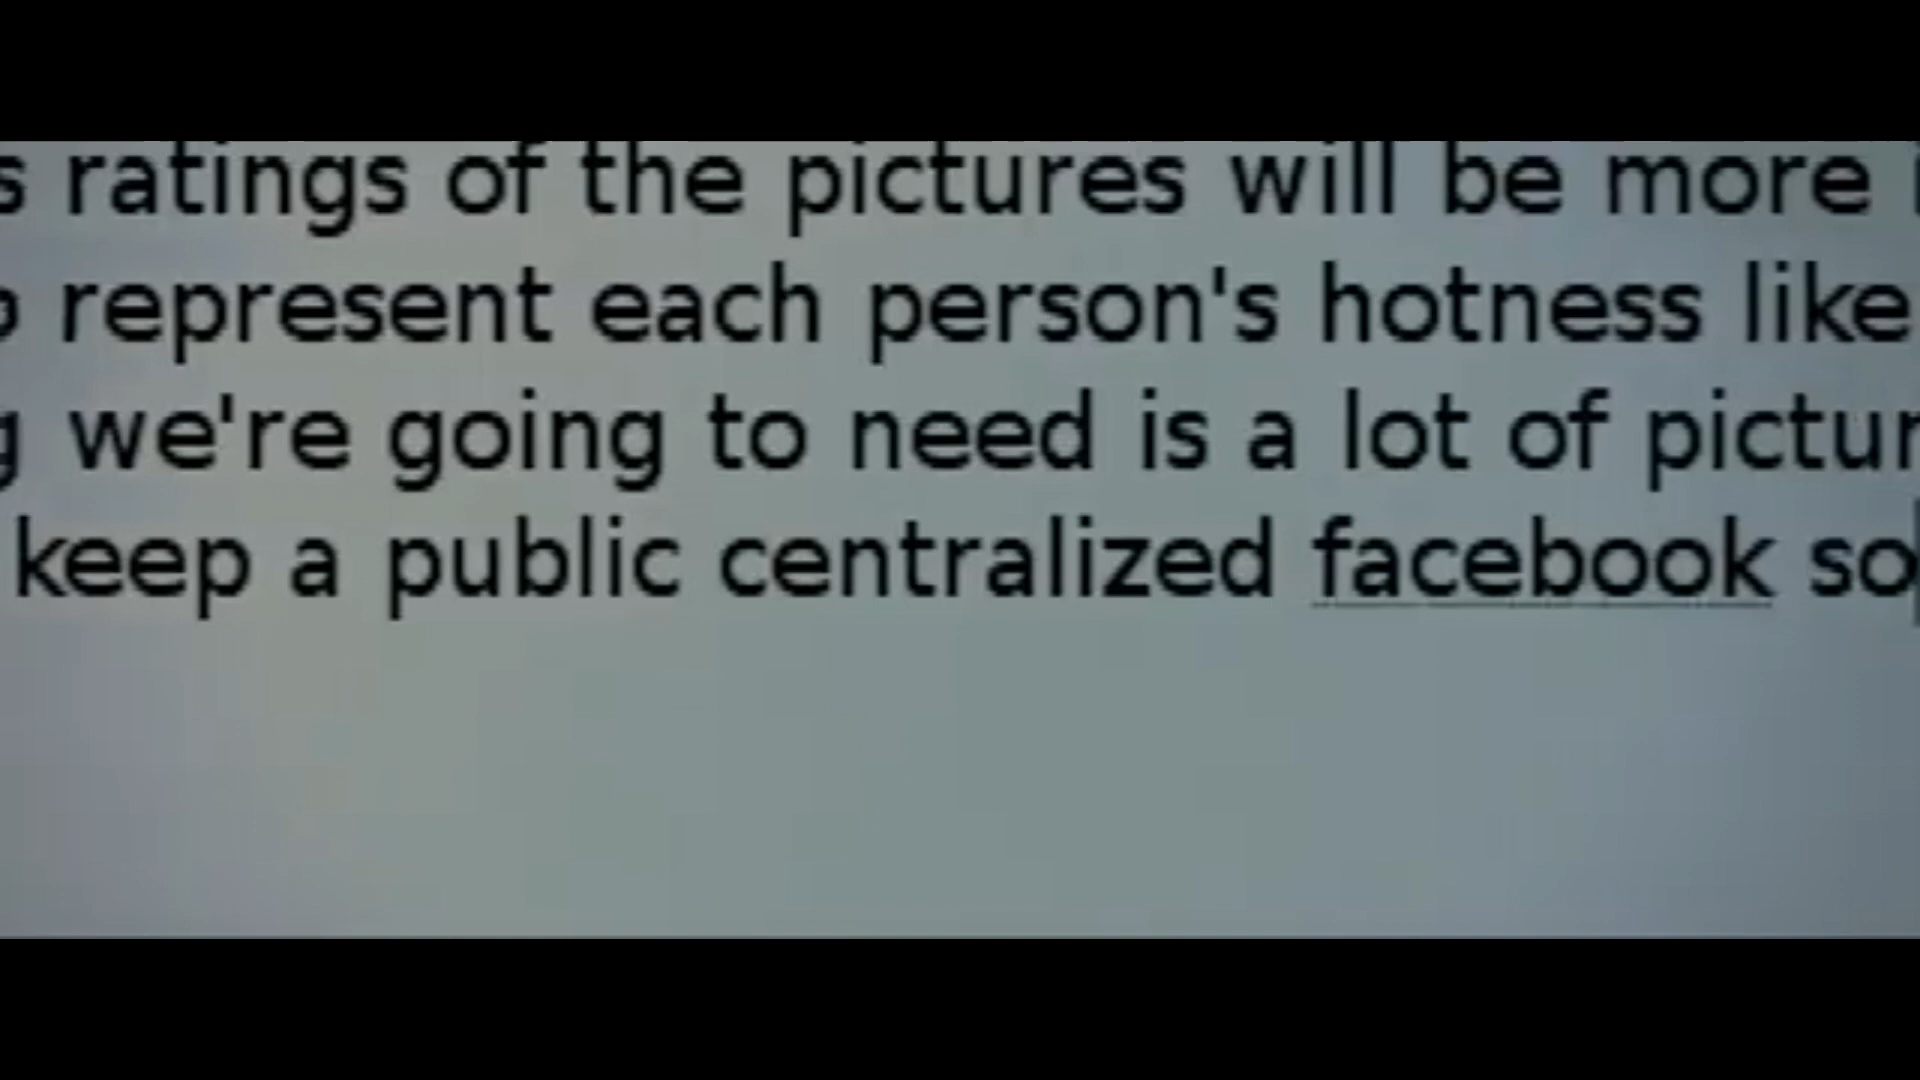 s ratings of the pictures will be more
represent each person's hotness like
g we're going to need is a lot of pictur
keep a public centralized facebook so